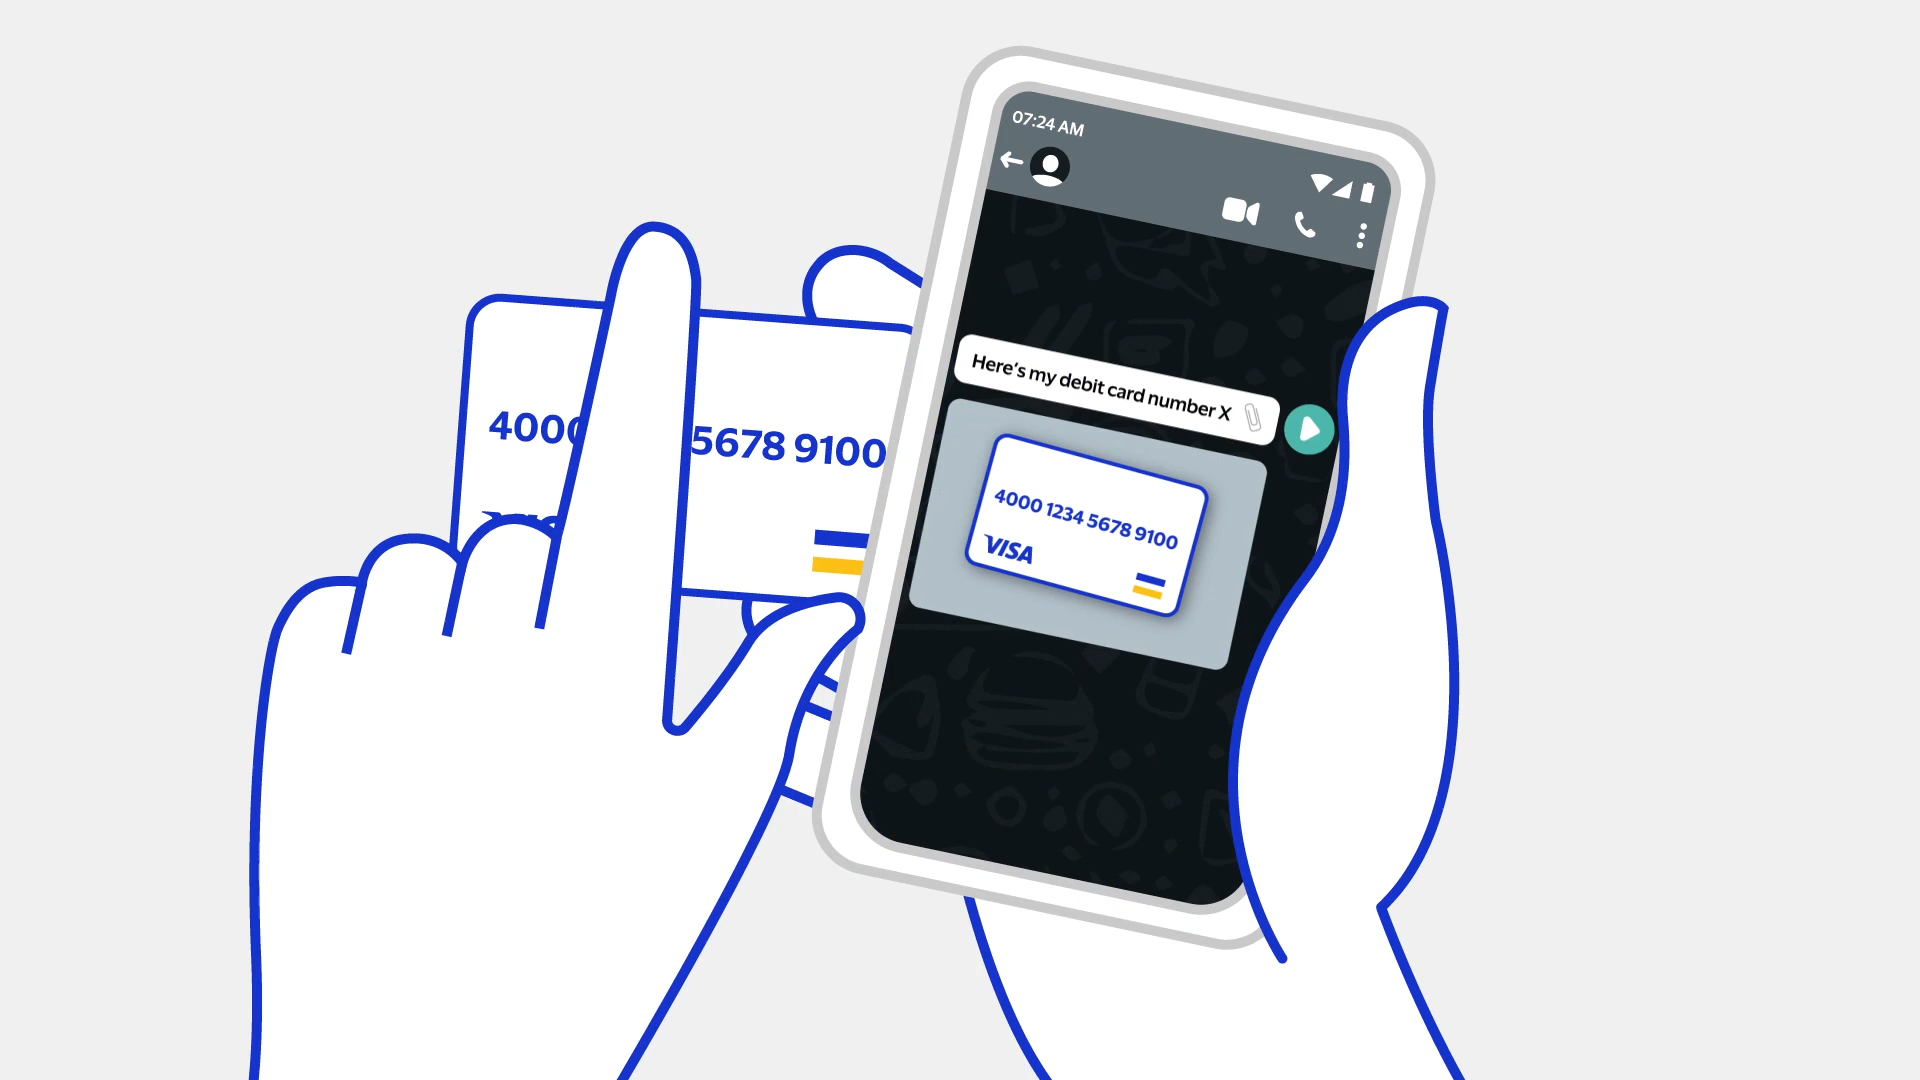 07:24 AM
Here's my debit card number X
4000 1234 5678 9100
VISA
4000
5678 9100